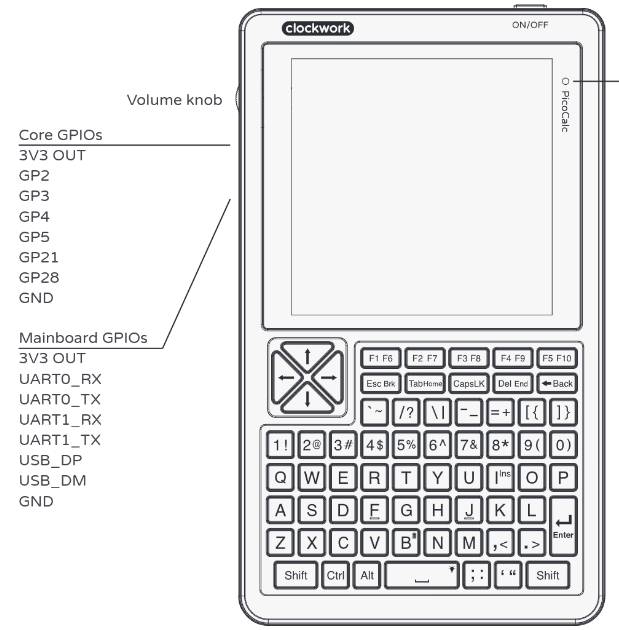 clockwork
ON/OFF
Volume knob
PicoCalc
Core GPIOs
3V3 OUT
GP2
GP3
GP4
GP5
GP21
GP28
GND
Mainboard GPIOs
3V3 OUT
UART0_RX
UART0_TX
UART1_RX
UART1_TX
USB_DP
USB_DM
GND
↑
← →
↓
F1 F6 F2 F7 F3 F8 F4 F9 F5 F10
Esc Brk TabHome CapsLK Del End ←Back
`~ /? \| -_ =+ [{ ]}
1! 2@ 3# 4$ 5% 6^ 7& 8* 9( 0)
Q W E R T Y U I Ins O P
A S D F G H J K L
Z X C V B N M ,< .> Enter
Shift Ctrl Alt ;: '" Shift